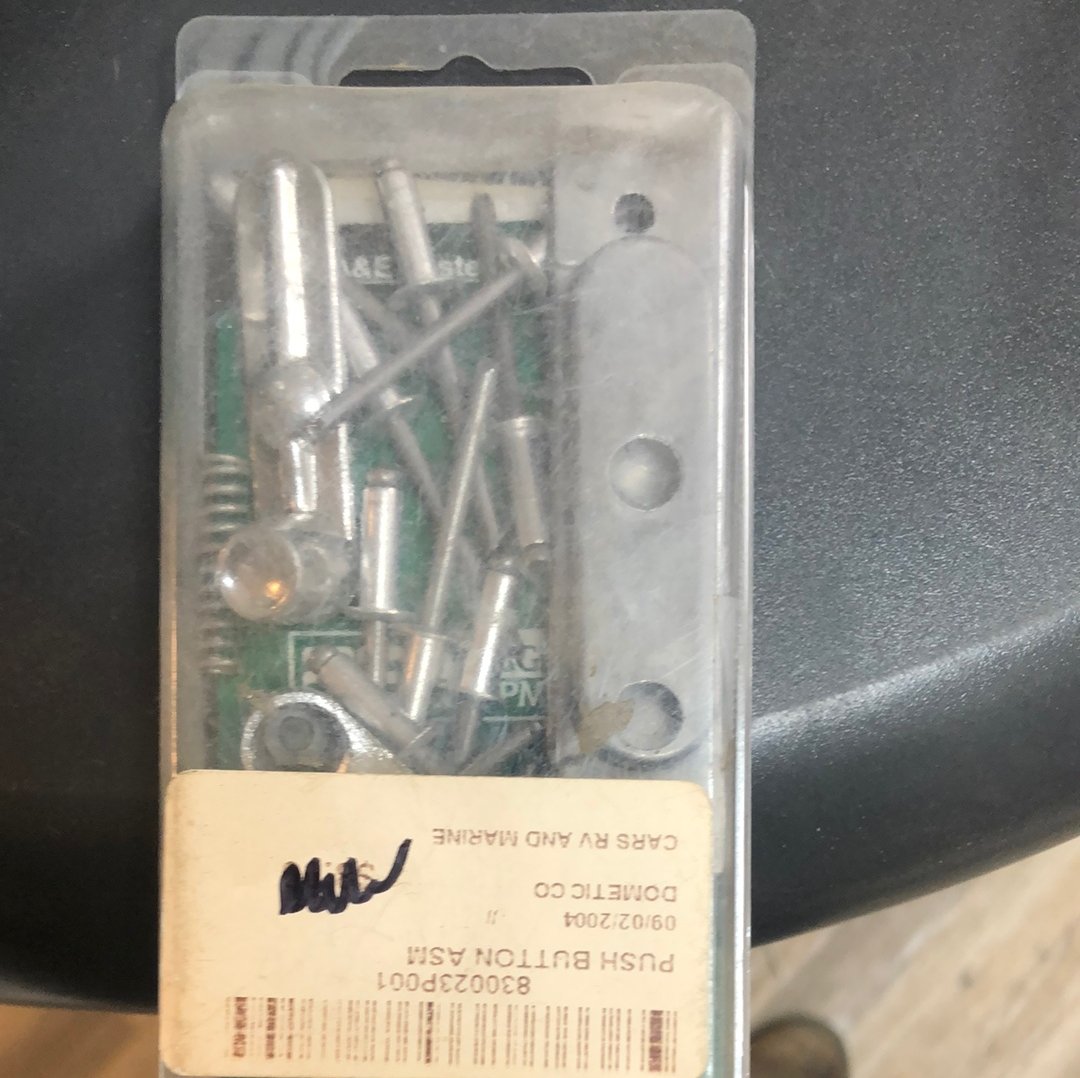 A&E
830023P001
PUSH BUTTON ASM
09/02/2004 //
DOMETIC CO
CARS RV AND MARINE